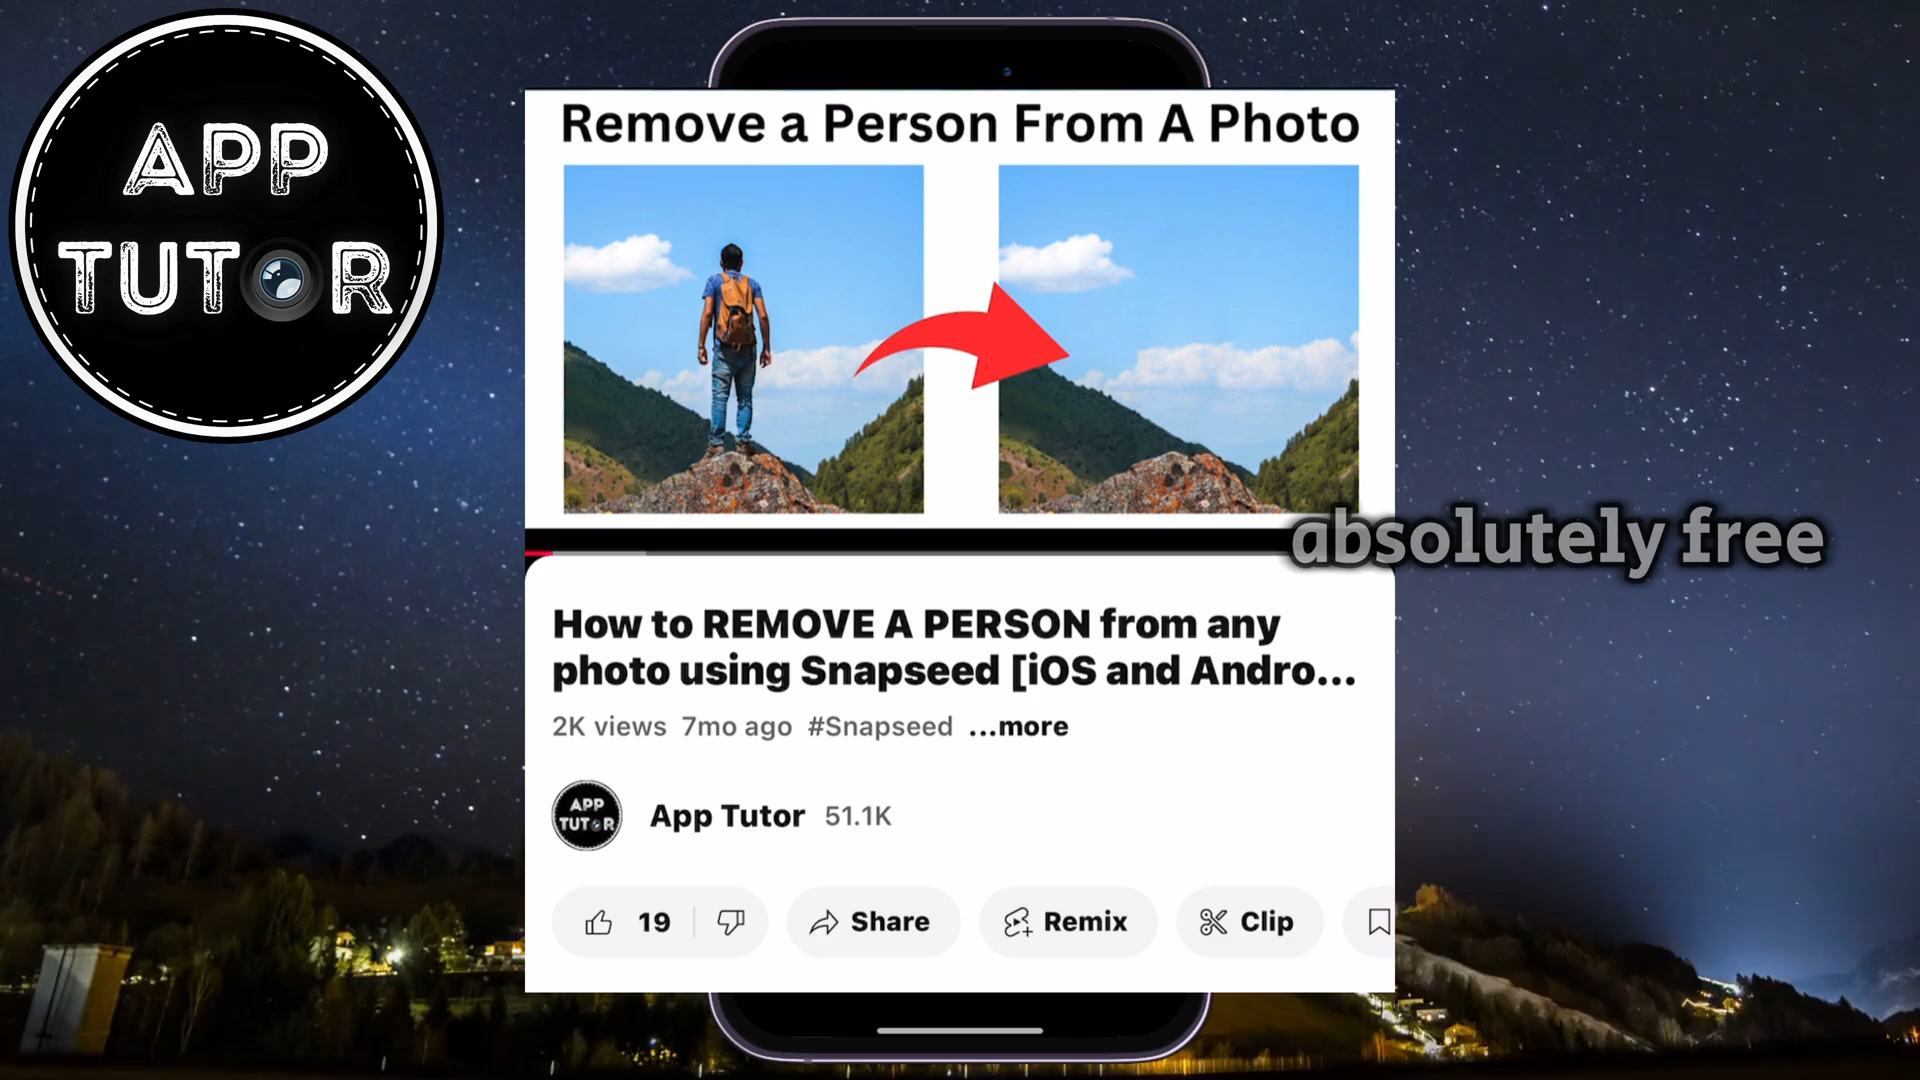 APP
TUTOR
Remove a Person From A Photo
absolutely free
How to REMOVE A PERSON from any
photo using Snapseed [iOS and Andro...
2K views 7mo ago #Snapseed ...more
APP
TUTOR
App Tutor 51.1K
19 Share Remix Clip